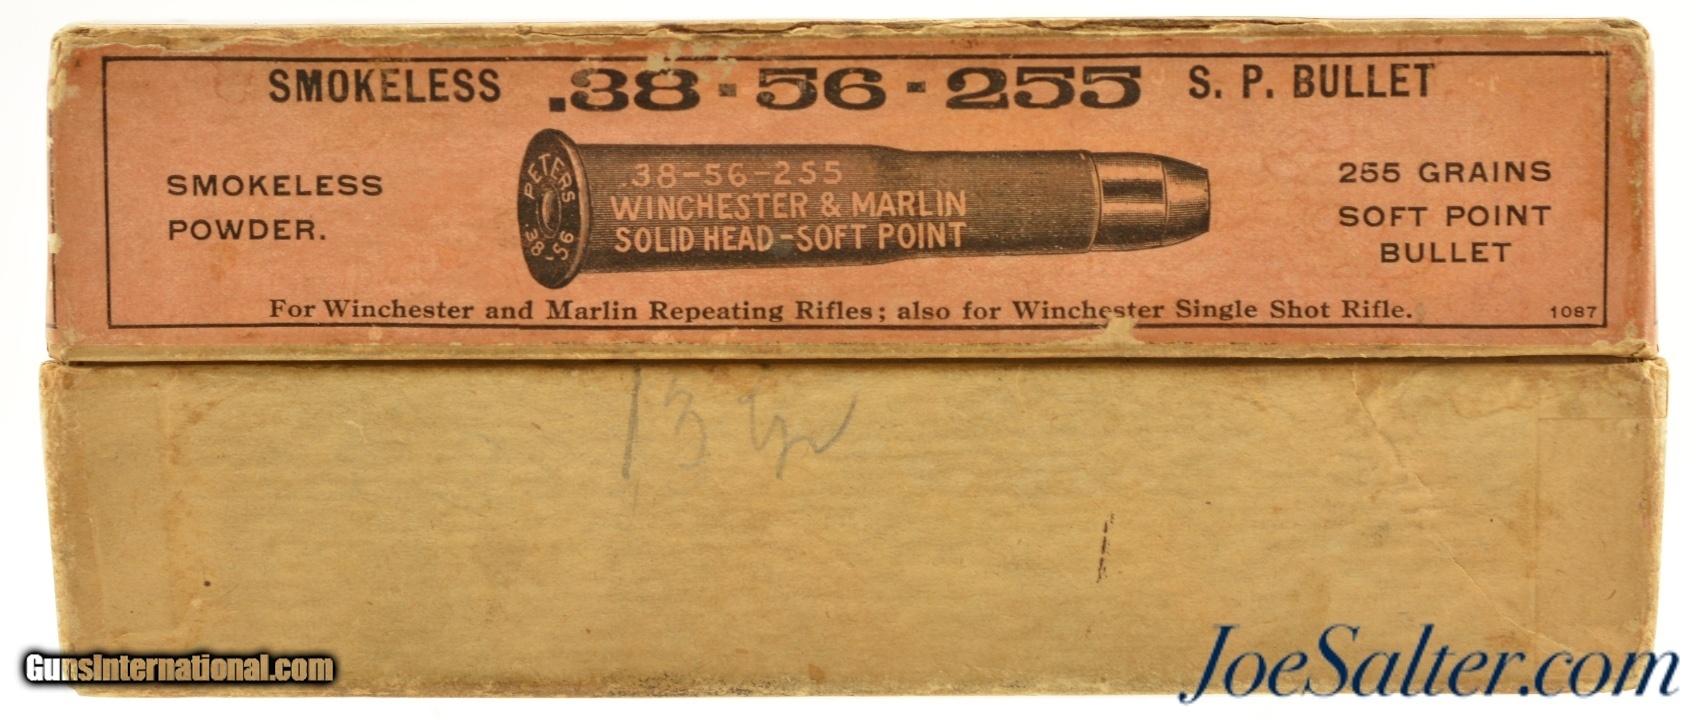 SMOKELESS .38-56-255 S. P. BULLET
SMOKELESS
POWDER.
PETERS
.38-56
.38-56-255
WINCHESTER & MARLIN
SOLID HEAD-SOFT POINT
255 GRAINS
SOFT POINT
BULLET
For Winchester and Marlin Repeating Rifles; also for Winchester Single Shot Rifle.
1087
13
GunsInternational.com
JoeSalter.com